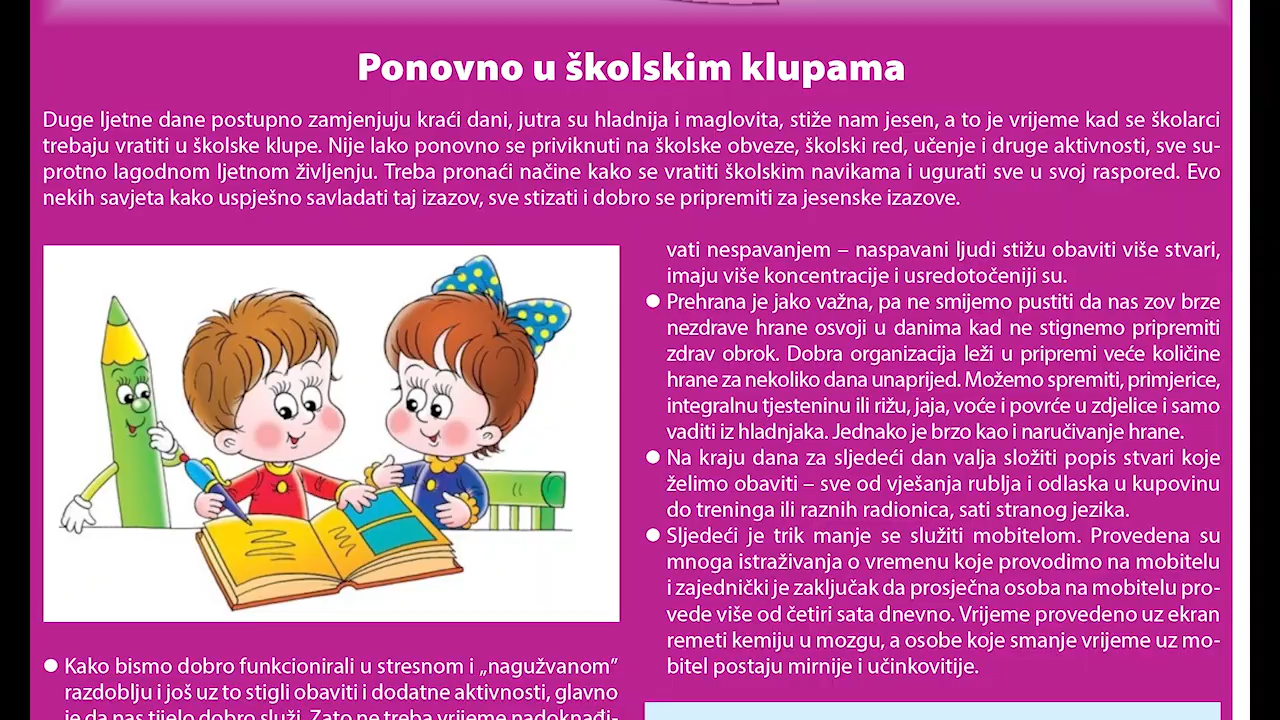 Ponovno u školskim klupama
Duge ljetne dane postupno zamjenjuju kraći dani, jutra su hladnija i maglovita, stiže nam jesen, a to je vrijeme kad se školarci
trebaju vratiti u školske klupe. Nije lako ponovno se priviknuti na školske obveze, školski red, učenje i druge aktivnosti, sve su-
protno lagodnom ljetnom življenju. Treba pronaći načine kako se vratiti školskim navikama i ugurati sve u svoj raspored. Evo
nekih savjeta kako uspješno savladati taj izazov, sve stizati i dobro se pripremiti za jesenske izazove.
● Kako bismo dobro funkcionirali u stresnom i „nagužvanom”
razdoblju i još uz to stigli obaviti i dodatne aktivnosti, glavno
je da nas tijelo dobro služi. Zato ne treba vrijeme nadoknađi-
vati nespavanjem – naspavani ljudi stižu obaviti više stvari,
imaju više koncentracije i usredotočeniji su.
● Prehrana je jako važna, pa ne smijemo pustiti da nas zov brze
nezdrave hrane osvoji u danima kad ne stignemo pripremiti
zdrav obrok. Dobra organizacija leži u pripremi veće količine
hrane za nekoliko dana unaprijed. Možemo spremiti, primjerice,
integralnu tjesteninu ili rižu, jaja, voće i povrće u zdjelice i samo
vaditi iz hladnjaka. Jednako je brzo kao i naručivanje hrane.
● Na kraju dana za sljedeći dan valja složiti popis stvari koje
želimo obaviti – sve od vješanja rublja i odlaska u kupovinu
do treninga ili raznih radionica, sati stranog jezika.
● Sljedeći je trik manje se služiti mobitelom. Provedena su
mnoga istraživanja o vremenu koje provodimo na mobitelu
i zajednički je zaključak da prosječna osoba na mobitelu pro-
vede više od četiri sata dnevno. Vrijeme provedeno uz ekran
remeti kemiju u mozgu, a osobe koje smanje vrijeme uz mo-
bitel postaju mirnije i učinkovitije.